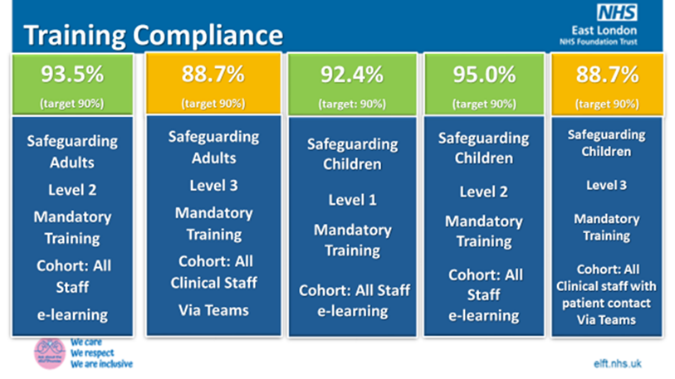 Training Compliance
NHS
East London
NHS Foundation Trust
93.5%
(target 90%)
Safeguarding
Adults
Level 2
Mandatory
Training
Cohort: All
Staff
e-learning
88.7%
(target 90%)
Safeguarding
Adults
Level 3
Mandatory
Training
Cohort: All
Clinical Staff
Via Teams
92.4%
(target: 90%)
Safeguarding
Children
Level 1
Mandatory
Training
Cohort: All Staff
e-learning
95.0%
(target 90%)
Safeguarding
Children
Level 2
Mandatory
Training
Cohort: All
Staff
e-learning
88.7%
(target 90%)
Safeguarding
Children
Level 3
Mandatory
Training
Cohort: All
Clinical staff with
patient contact
Via Teams
We care
We respect
We are inclusive
elft.nhs.uk